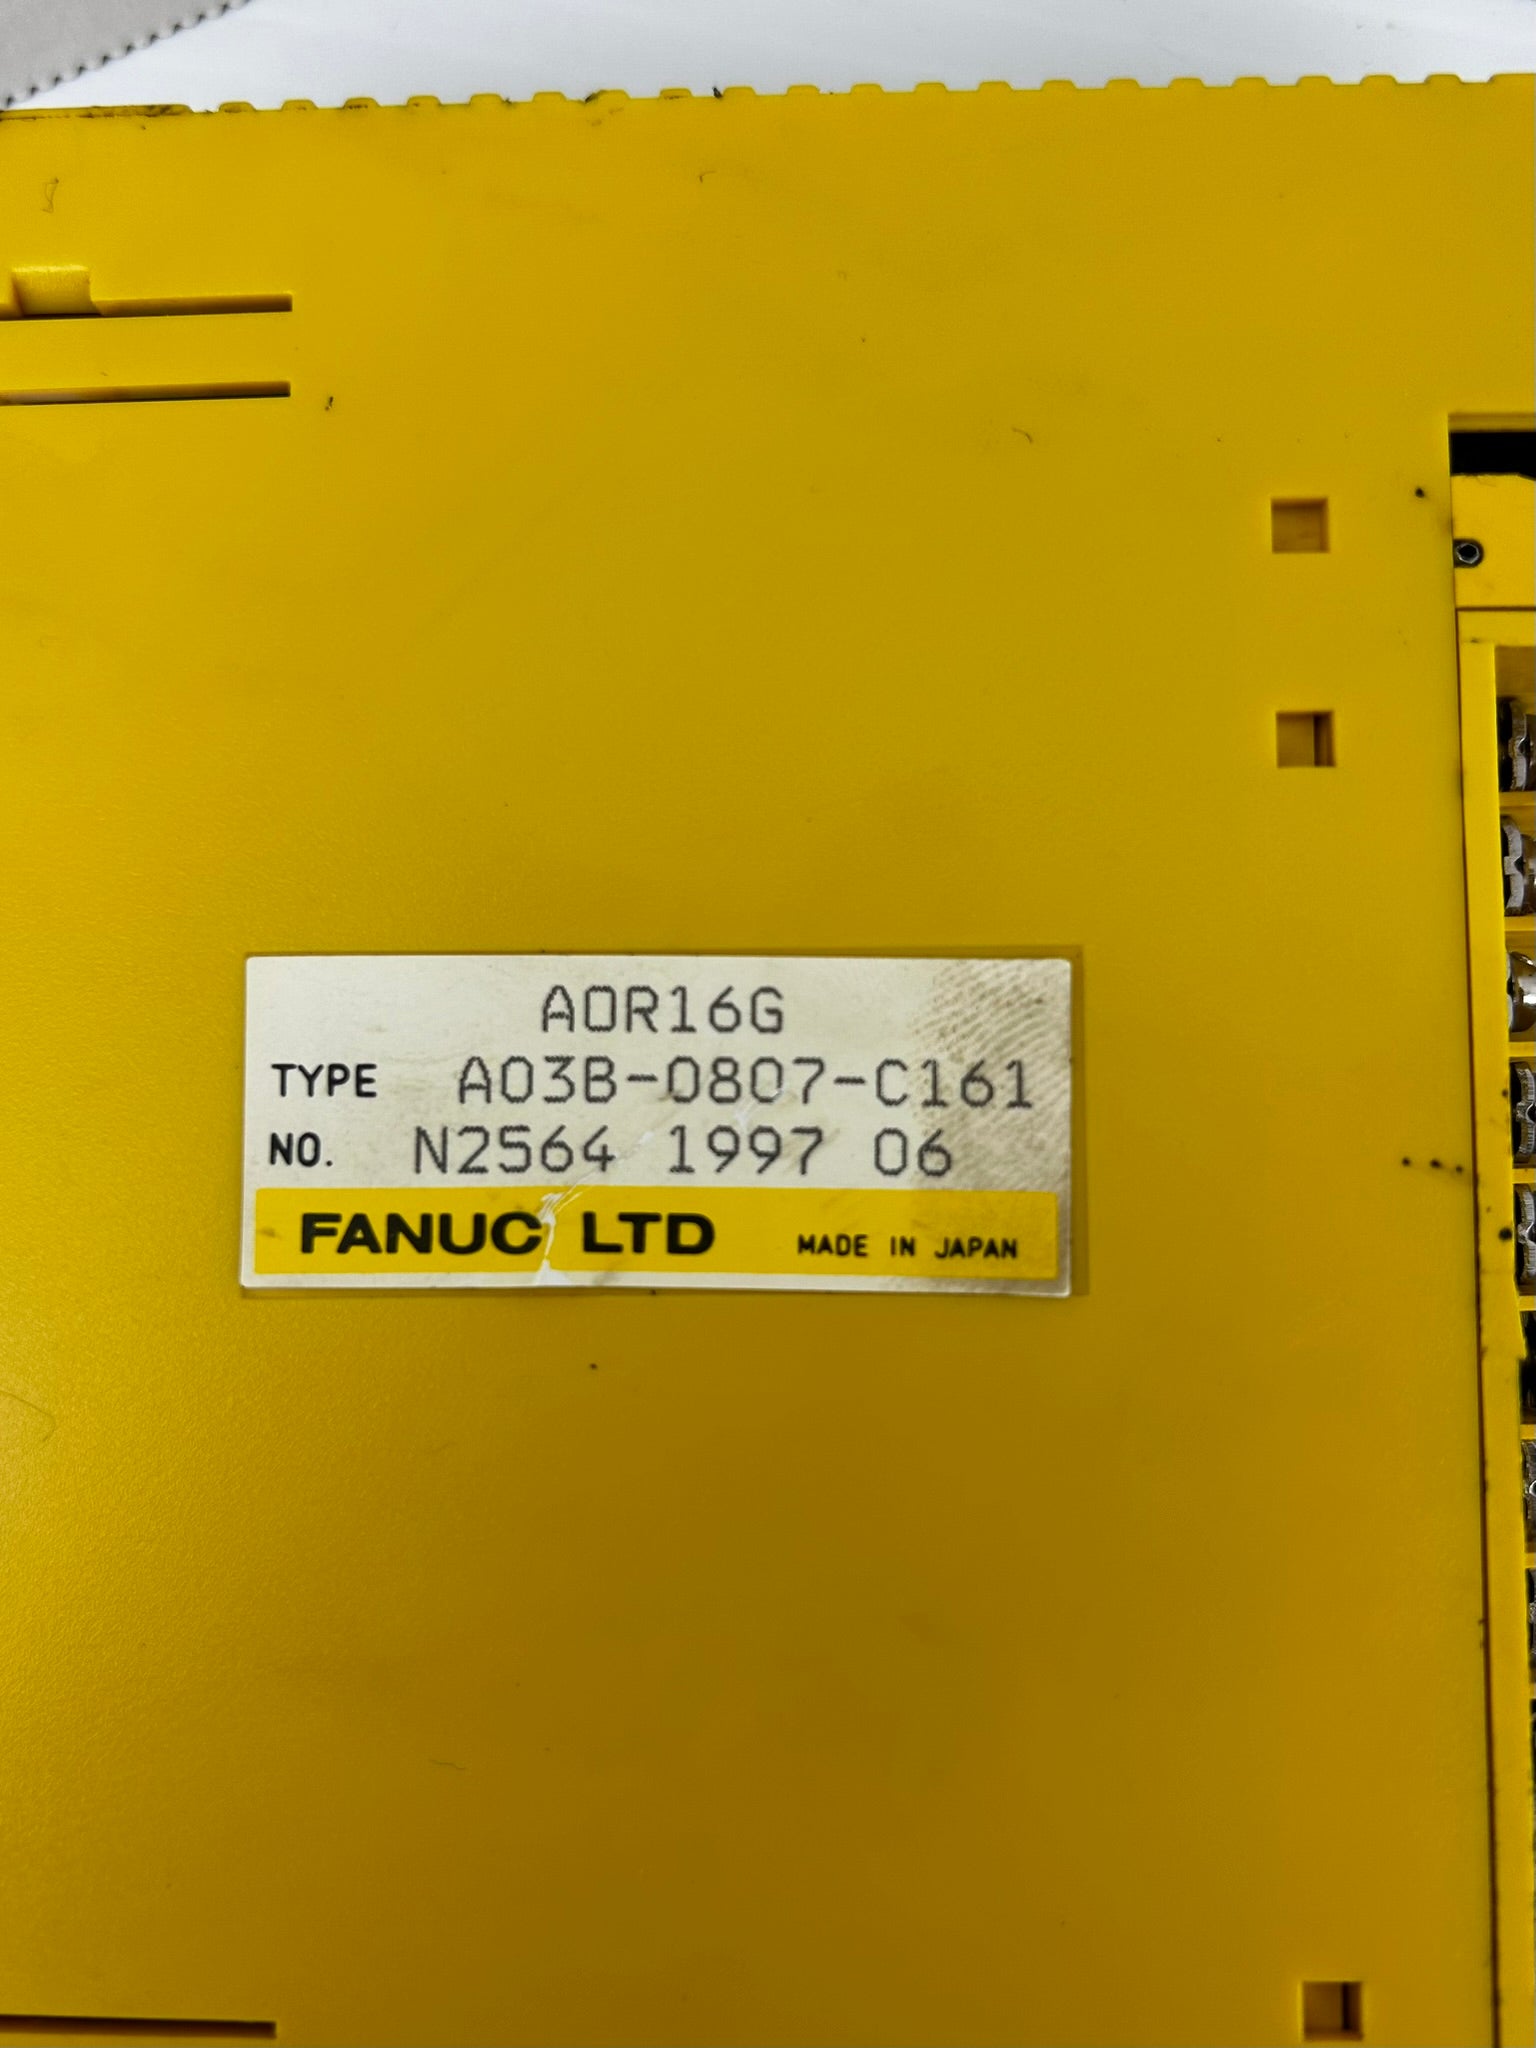 AOR16G
TYPE A03B-0807-C161
NO. N2564 1997 06
FANUC LTD MADE IN JAPAN